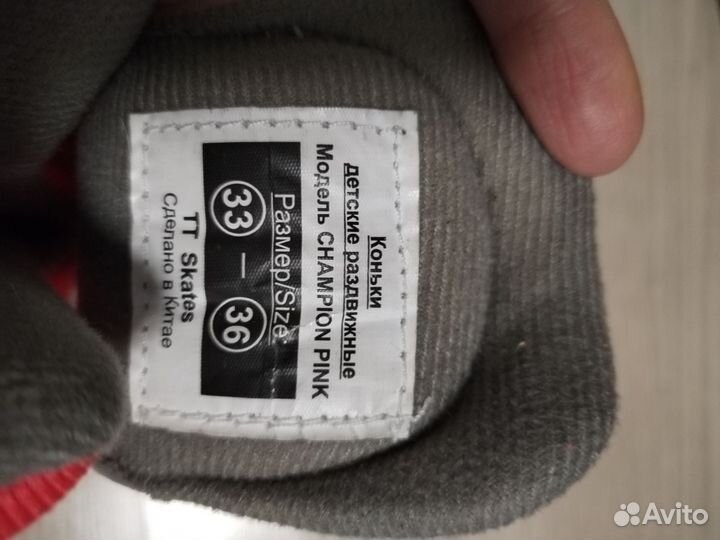 Коньки
детские раздвижные
Модель CHAMPION PINK
Размер/Size
33 – 36
TT Skates
Сделано в Китае
Avito